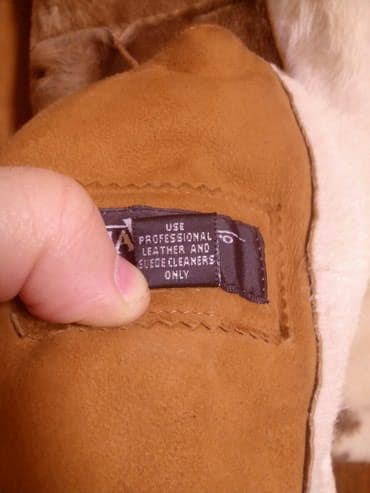 USE
PROFESSIONAL
LEATHER AND
SUEDE CLEANERS
ONLY
A